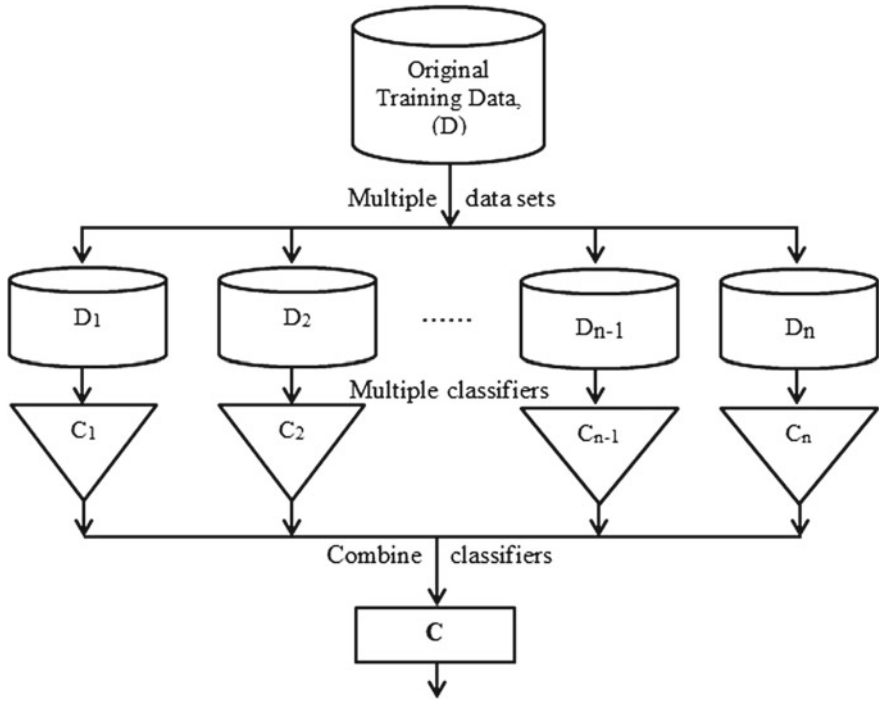 Original
Training Data,
(D)
Multiple data sets
D1 D2 ...... Dn-1 Dn
Multiple classifiers
C1 C2 Cn-1 Cn
Combine classifiers
C